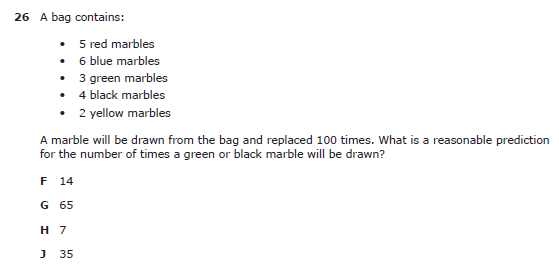 26 A bag contains:
• 5 red marbles
• 6 blue marbles
• 3 green marbles
• 4 black marbles
• 2 yellow marbles
A marble will be drawn from the bag and replaced 100 times. What is a reasonable prediction
for the number of times a green or black marble will be drawn?
F 14
G 65
H 7
J 35